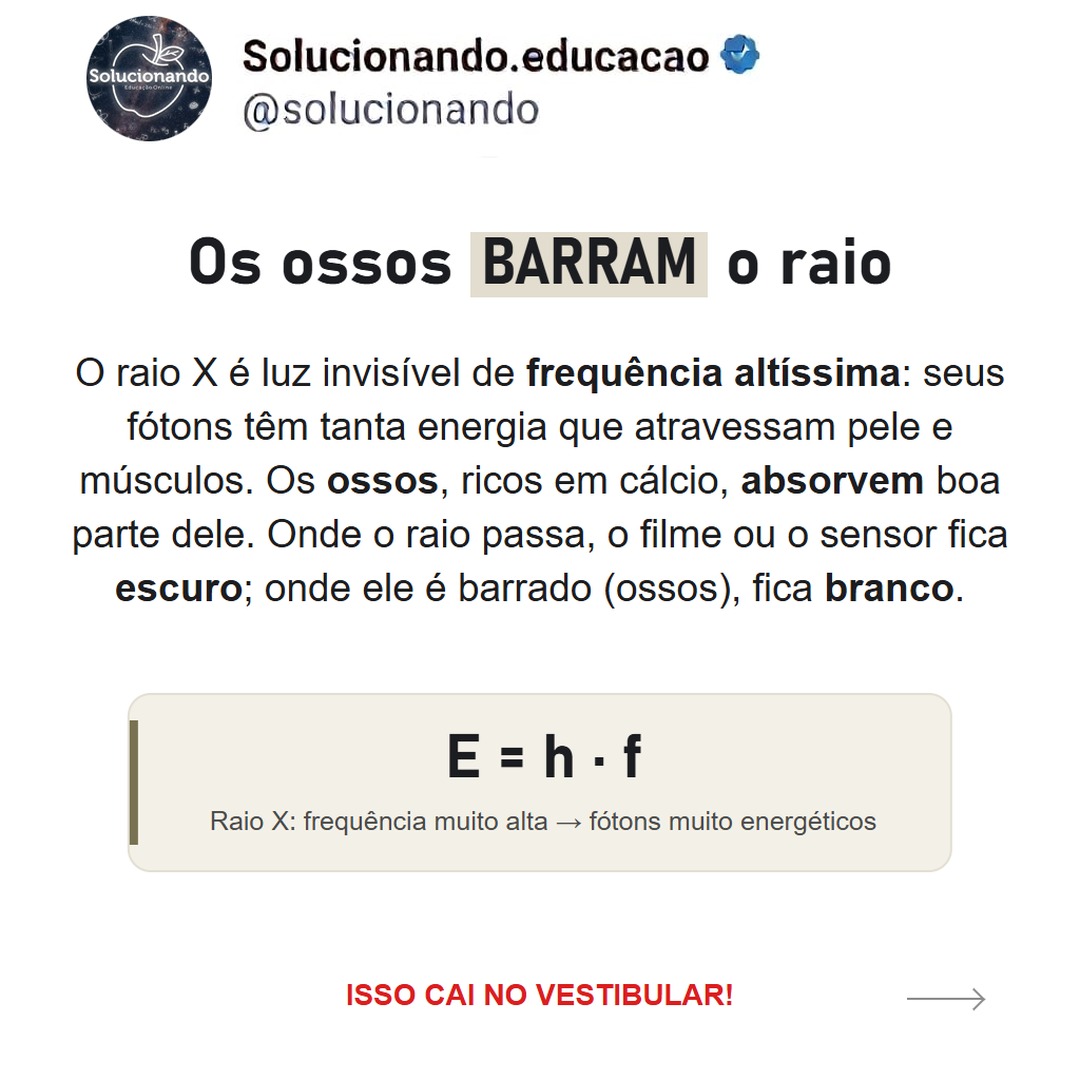 Solucionando
Educação Online
Solucionando.educacao
@solucionando
Os ossos BARRAM o raio
O raio X é luz invisível de frequência altíssima: seus
fótons têm tanta energia que atravessam pele e
músculos. Os ossos, ricos em cálcio, absorvem boa
parte dele. Onde o raio passa, o filme ou o sensor fica
escuro; onde ele é barrado (ossos), fica branco.
E = h · f
Raio X: frequência muito alta → fótons muito energéticos
ISSO CAI NO VESTIBULAR!